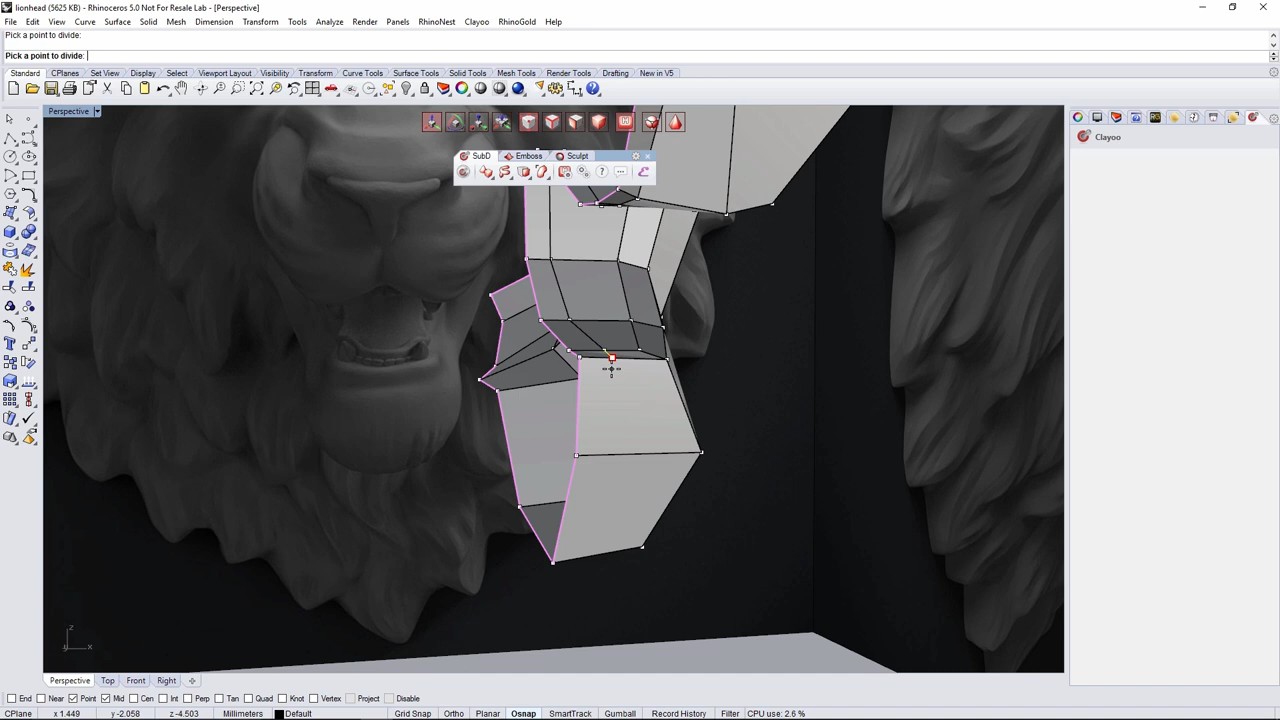 lionhead (5625 KB) - Rhinoceros 5.0 Not For Resale Lab - [Perspective]
File Edit View Curve Surface Solid Mesh Dimension Transform Tools Analyze Render Panels RhinoNest Clayoo RhinoGold Help
Pick a point to divide:
Pick a point to divide:
Standard CPlanes Set View Display Select Viewport Layout Visibility Transform Curve Tools Surface Tools Solid Tools Mesh Tools Render Tools Drafting New in V5
Perspective
SubD Emboss Sculpt
Clayoo
z
y x
Perspective Top Front Right
End Near Point Mid Cen Int Perp Tan Quad Knot Vertex Project Disable
CPlane x 1.449 y -2.058 z -4.503 Millimeters Default Grid Snap Ortho Planar Osnap SmartTrack Gumball Record History Filter CPU use: 2.6 %